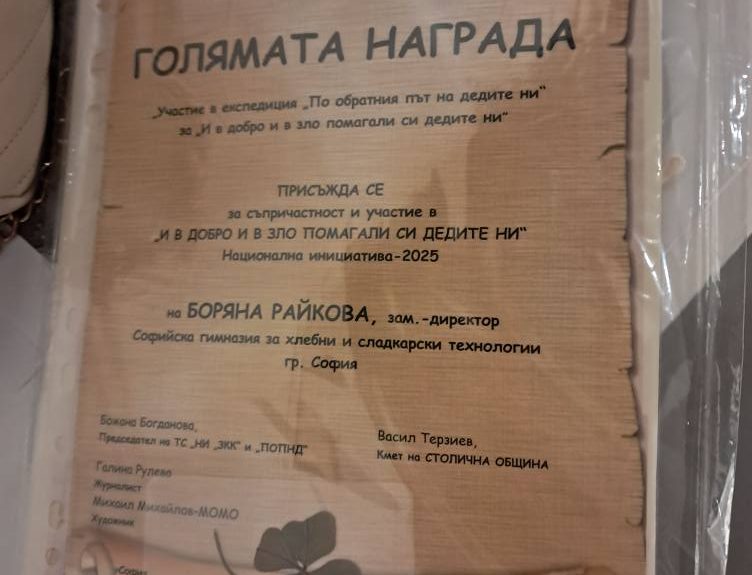 ГОЛЯМАТА НАГРАДА
„Участие в експедиция „По обратния път на дедите ни“
за „И в добро и в зло помагали си дедите ни“
ПРИСЪЖДА СЕ
за съпричастност и участие в
„И В ДОБРО И В ЗЛО ПОМАГАЛИ СИ ДЕДИТЕ НИ“
Национална инициатива-2025
на БОРЯНА РАЙКОВА, зам.-директор
Софийска гимназия за хлебни и сладкарски технологии
гр. София
Божана Богданова,
Председател на ТС „НИ „ЗКК“ и „ПОТПНД“
Васил Терзиев,
Кмет на СТОЛИЧНА ОБЩИНА
Галина Рулева
Журналист
Михаил Михайлов-МОМО
Художник